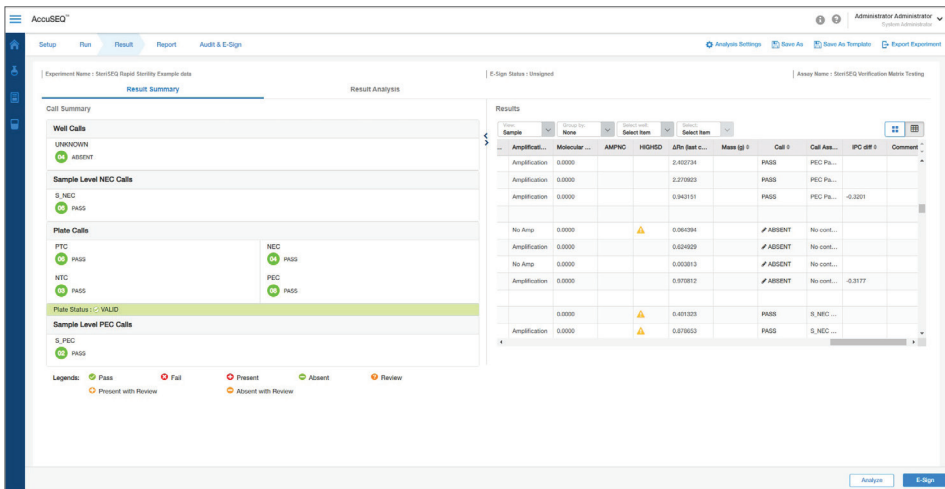 AccuSEQ™
Administrator Administrator
System Administrator
Setup Run Result Report Audit & E-Sign
Analysis Settings Save As Save As Template Export Experiment
Experiment Name : SteriSEQ Rapid Sterility Example data
E-Sign Status : Unsigned
Assay Name : SteriSEQ Verification Matrix Testing
Result Summary Result Analysis
Call Summary
Well Calls
UNKNOWN
04 ABSENT
Sample Level NEC Calls
S_NEC
06 PASS
Plate Calls
PTC NEC
06 PASS 04 PASS
NTC PEC
03 PASS 08 PASS
Plate Status : VALID
Sample Level PEC Calls
S_PEC
02 PASS
Legends: Pass Fail Present Absent Review
Present with Review Absent with Review
Results
View: Group by: Select well: Select:
Sample None Select Item Select Item
... Amplificati... Molecular ... AMPNC HIGHSD ΔRn (last c... Mass (g) Call Call Ass... IPC diff Comment
Amplification 0.0000 2.402734 PASS PEC Pa...
Amplification 0.0000 2.270923 PASS PEC Pa...
Amplification 0.0000 0.943151 PASS PEC Pa... -0.3201
No Amp 0.0000 0.064394 ABSENT No cont...
Amplification 0.0000 0.624929 ABSENT No cont...
No Amp 0.0000 0.003813 ABSENT No cont...
Amplification 0.0000 0.970812 ABSENT No cont... -0.3177
0.0000 0.401323 PASS S_NEC ...
Amplification 0.0000 0.878653 PASS S_NEC ...
Analyze E-Sign